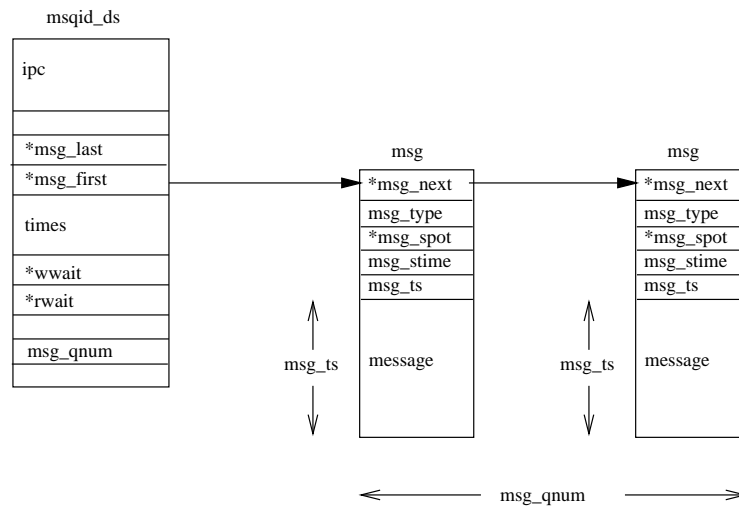 msqid_ds
ipc
*msg_last
*msg_first
times
*wwait
*rwait
msg_qnum
msg
*msg_next
msg_type
*msg_spot
msg_stime
msg_ts
message
msg_ts
msg
*msg_next
msg_type
*msg_spot
msg_stime
msg_ts
message
msg_ts
msg_qnum